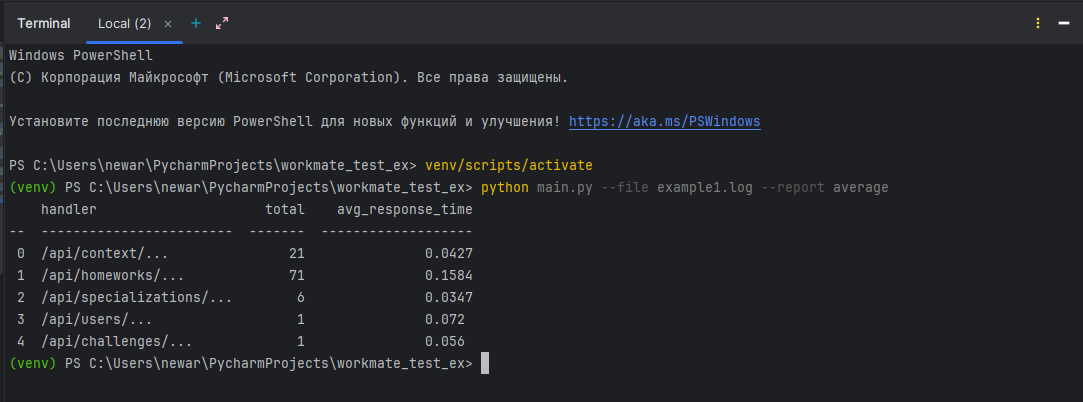 Terminal Local (2) × +
Windows PowerShell
(C) Корпорация Майкрософт (Microsoft Corporation). Все права защищены.
Установите последнюю версию PowerShell для новых функций и улучшения! https://aka.ms/PSWindows
PS C:\Users\newar\PycharmProjects\workmate_test_ex> venv/scripts/activate
(venv) PS C:\Users\newar\PycharmProjects\workmate_test_ex> python main.py --file example1.log --report average
    handler                     total    avg_response_time
--  ------------------------  -------  -------------------
 0  /api/context/...               21               0.0427
 1  /api/homeworks/...             71               0.1584
 2  /api/specializations/...        6               0.0347
 3  /api/users/...                  1               0.072
 4  /api/challenges/...             1               0.056
(venv) PS C:\Users\newar\PycharmProjects\workmate_test_ex>